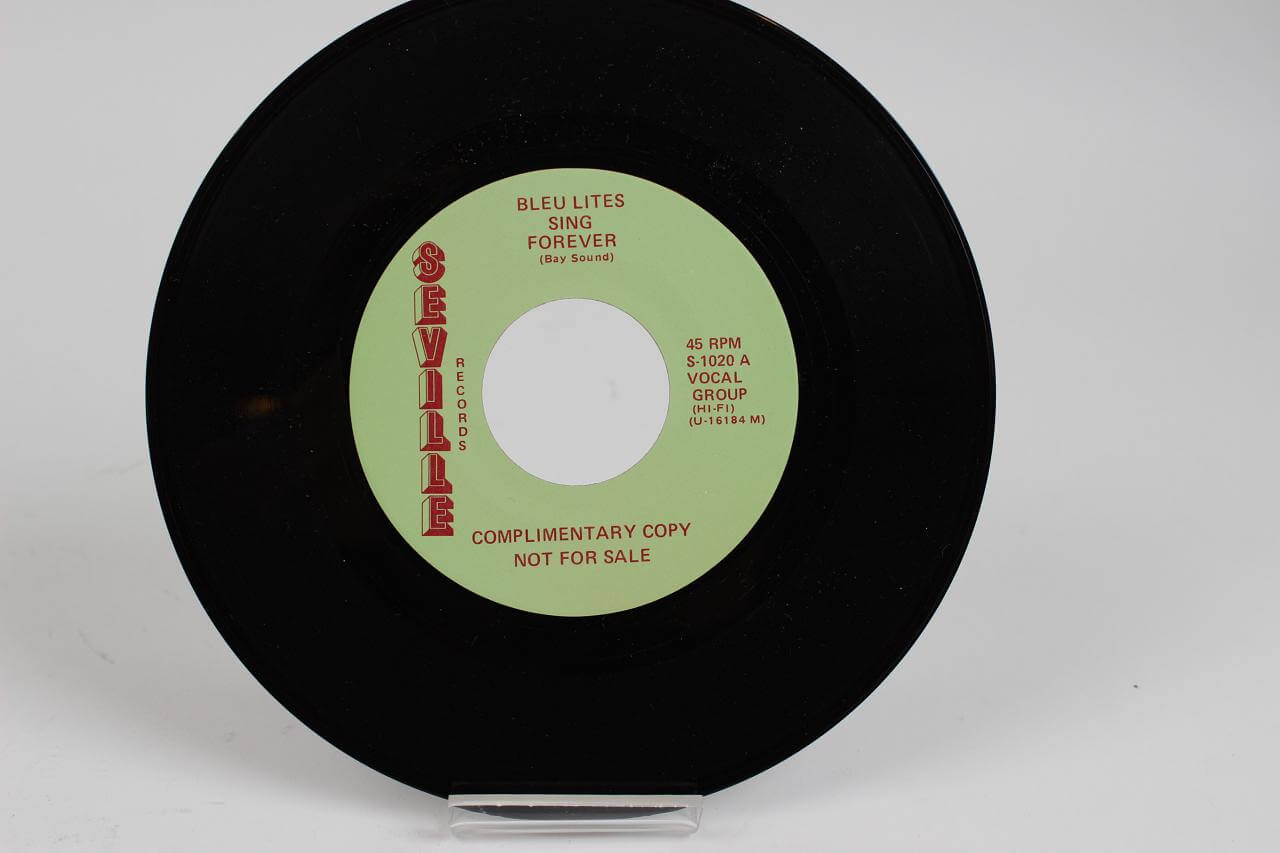 BLEU LITES
SING
FOREVER
(Bay Sound)
SEVILLE
RECORDS
45 RPM
S-1020 A
VOCAL
GROUP
(HI-FI)
(U-16184 M)
COMPLIMENTARY COPY
NOT FOR SALE